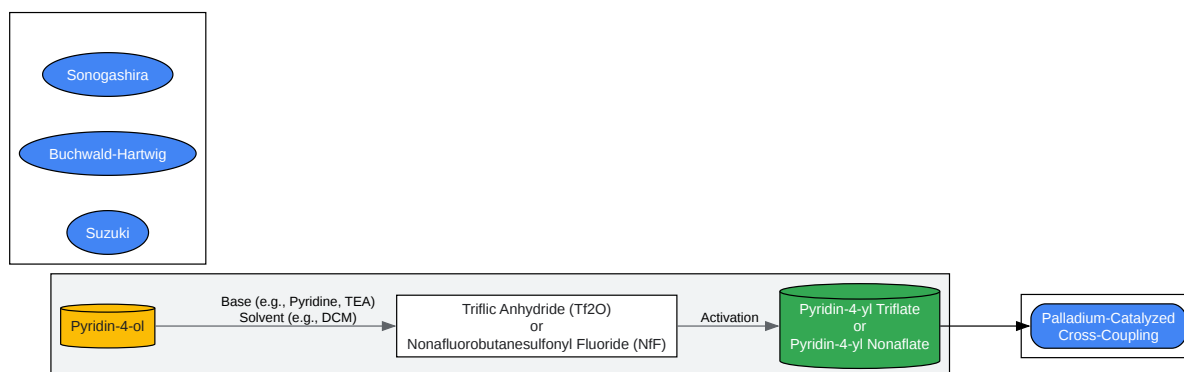 Sonogashira
Buchwald-Hartwig
Suzuki
Pyridin-4-ol
Base (e.g., Pyridine, TEA)
Solvent (e.g., DCM)
Triflic Anhydride (Tf2O)
or
Nonafluorobutanesulfonyl Fluoride (NfF)
Activation
Pyridin-4-yl Triflate
or
Pyridin-4-yl Nonaflate
Palladium-Catalyzed
Cross-Coupling